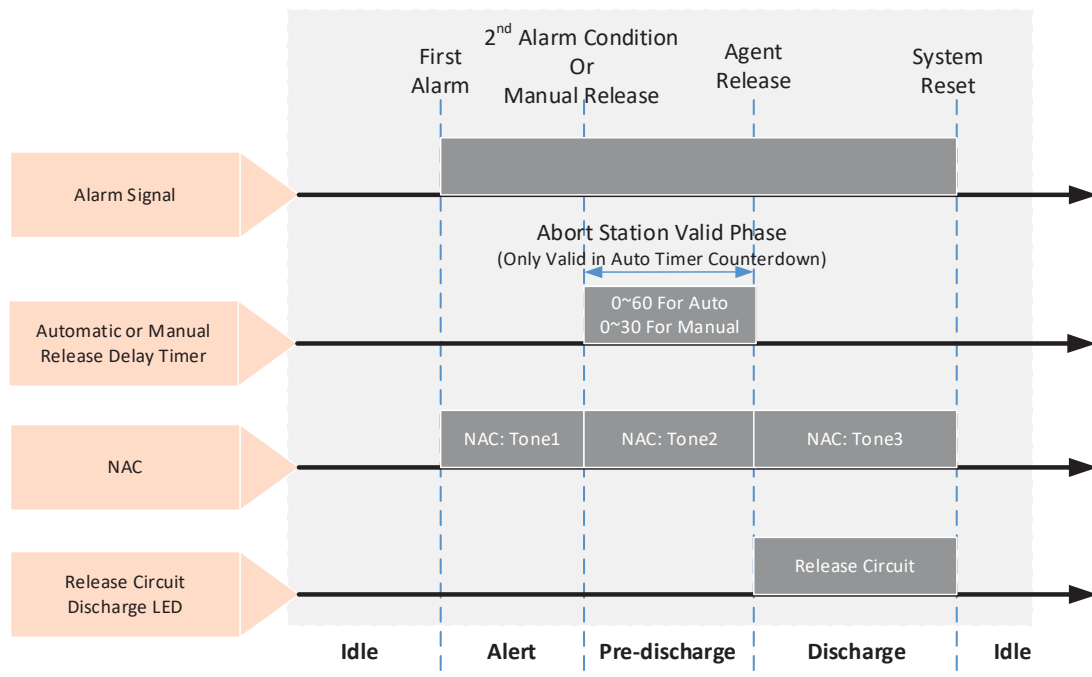 First
Alarm
2nd Alarm Condition
Or
Manual Release
Agent
Release
System
Reset
Alarm Signal
Abort Station Valid Phase
(Only Valid in Auto Timer Counterdown)
Automatic or Manual
Release Delay Timer
0~60 For Auto
0~30 For Manual
NAC
NAC: Tone1
NAC: Tone2
NAC: Tone3
Release Circuit
Discharge LED
Release Circuit
Idle
Alert
Pre-discharge
Discharge
Idle